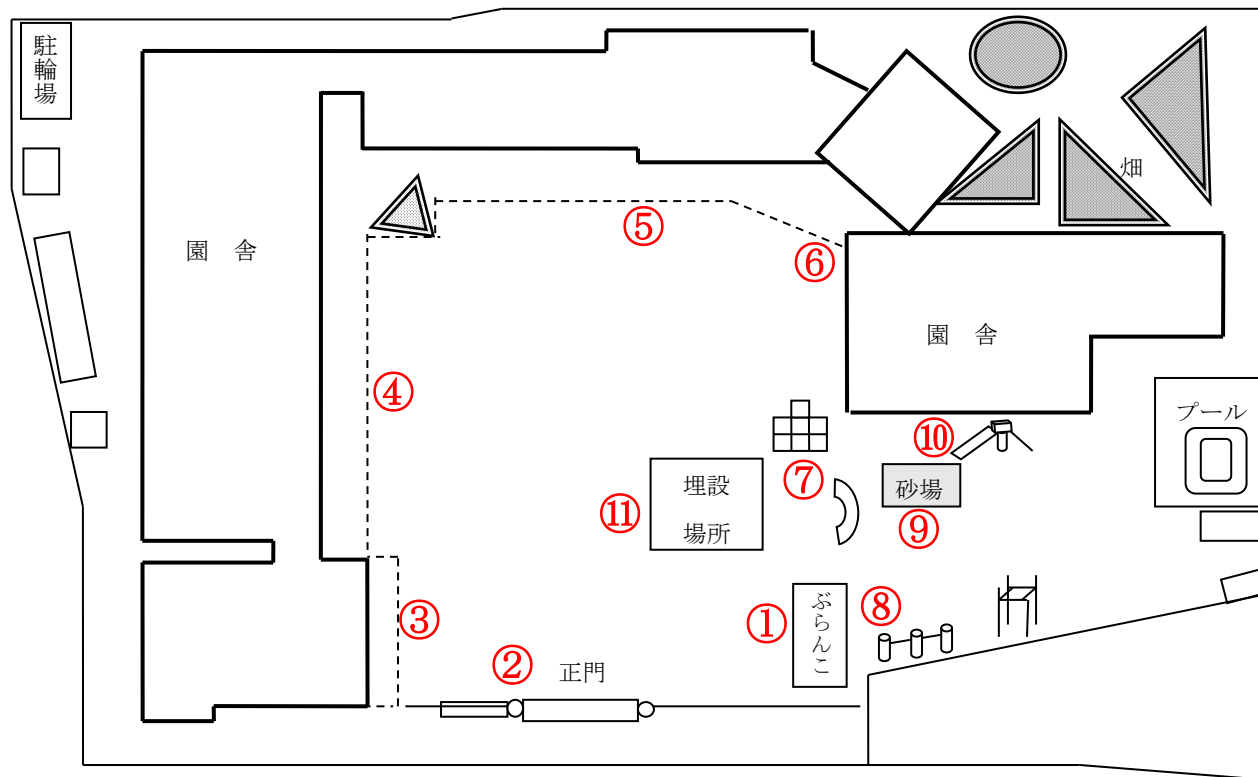 駐輪場
畑
園 舎
⑤
⑥
園 舎
④
プール
⑩
埋設
場所
⑦
砂場
⑪
⑨
ぶらんこ
⑧
①
③
②
正門